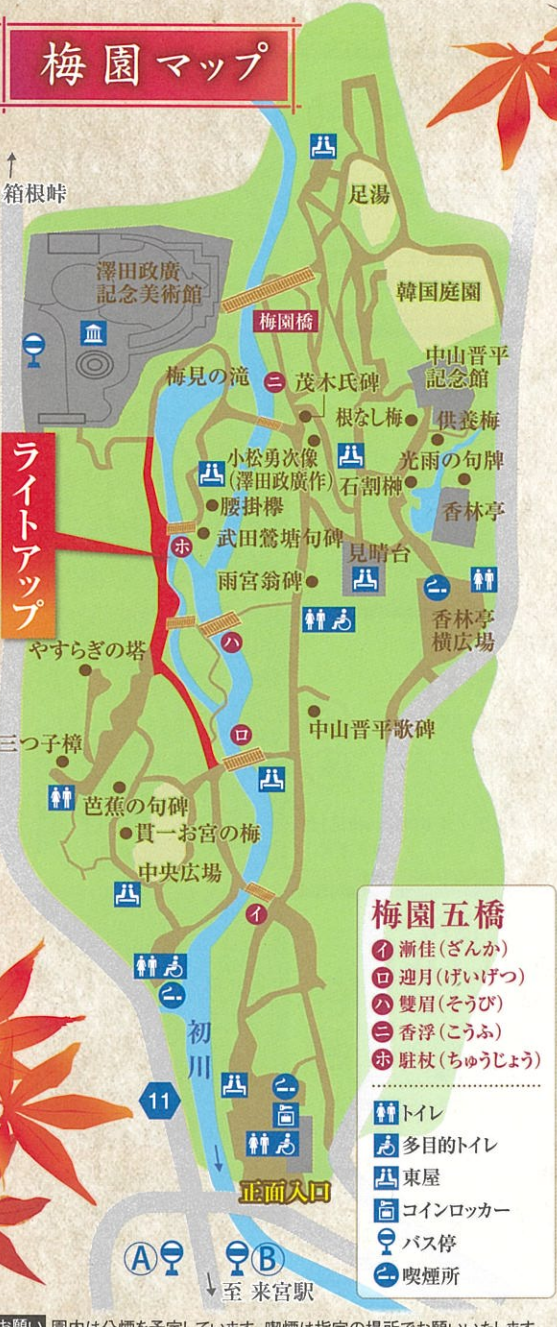 梅園マップ
箱根峠
足湯
澤田政廣
記念美術館
韓国庭園
梅園橋
中山晋平
記念館
梅見の滝
ニ
茂木氏碑
根なし梅
供養梅
小松勇次像
(澤田政廣作)
石割榊
光雨の句牌
香林亭
腰掛欅
ホ
武田鶯塘句碑
見晴台
ライトアップ
雨宮翁碑
香林亭
横広場
ハ
やすらぎの塔
中山晋平歌碑
三つ子樟
ロ
芭蕉の句碑
貫一お宮の梅
中央広場
イ
初川
11
正面入口
A
B
至 来宮駅
梅園五橋
イ 漸佳(ざんか)
ロ 迎月(げいげつ)
ハ 雙眉(そうび)
ニ 香浮(こうふ)
ホ 駐杖(ちゅうじょう)
トイレ
多目的トイレ
東屋
コインロッカー
バス停
喫煙所